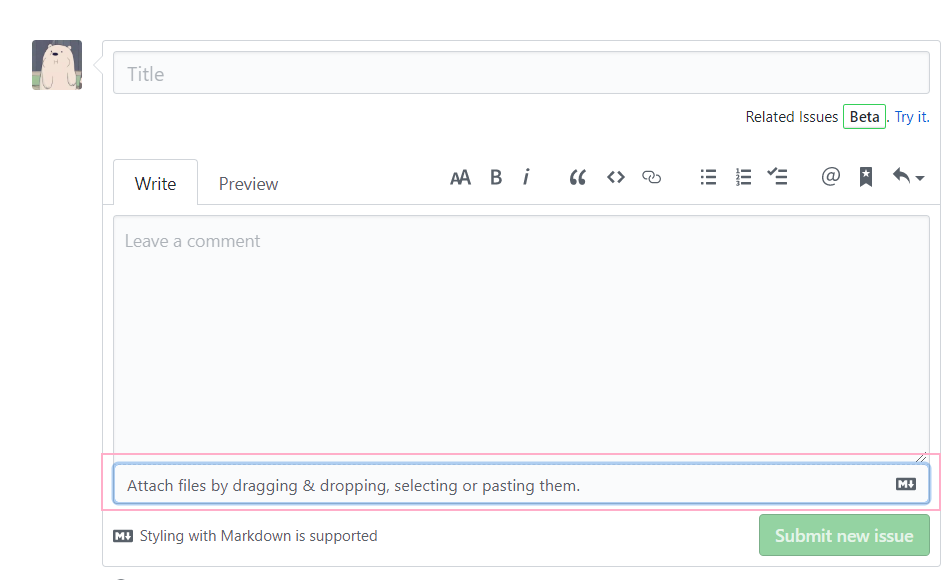 Title
Related Issues Beta. Try it.
Write Preview AA B i
Leave a comment
Attach files by dragging & dropping, selecting or pasting them.
Styling with Markdown is supported
Submit new issue